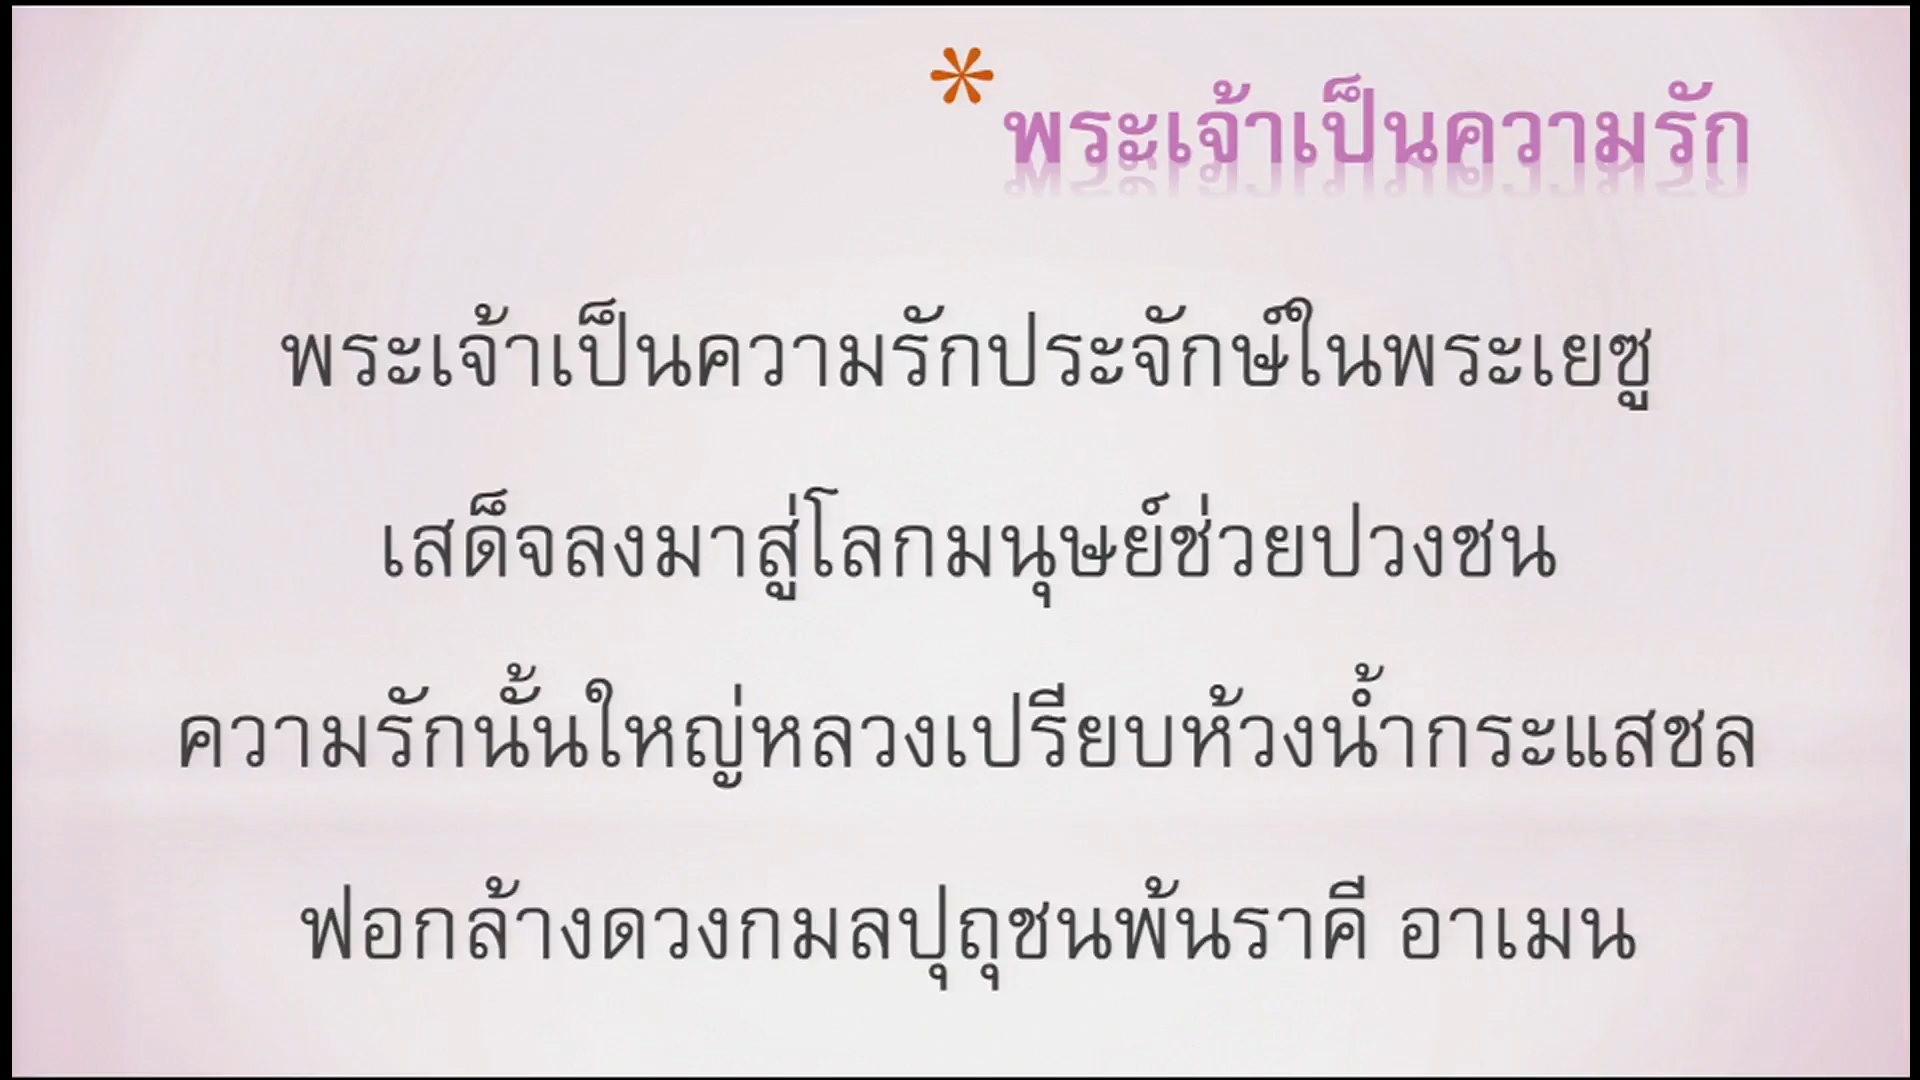 * พระเจ้าเป็นความรัก
พระเจ้าเป็นความรักประจักษ์ในพระเยซู
เสด็จลงมาสู่โลกมนุษย์ช่วยปวงชน
ความรักนั้นใหญ่หลวงเปรียบห้วงน้ำกระแสชล
ฟอกล้างดวงกมลปุถุชนพ้นราคี อาเมน